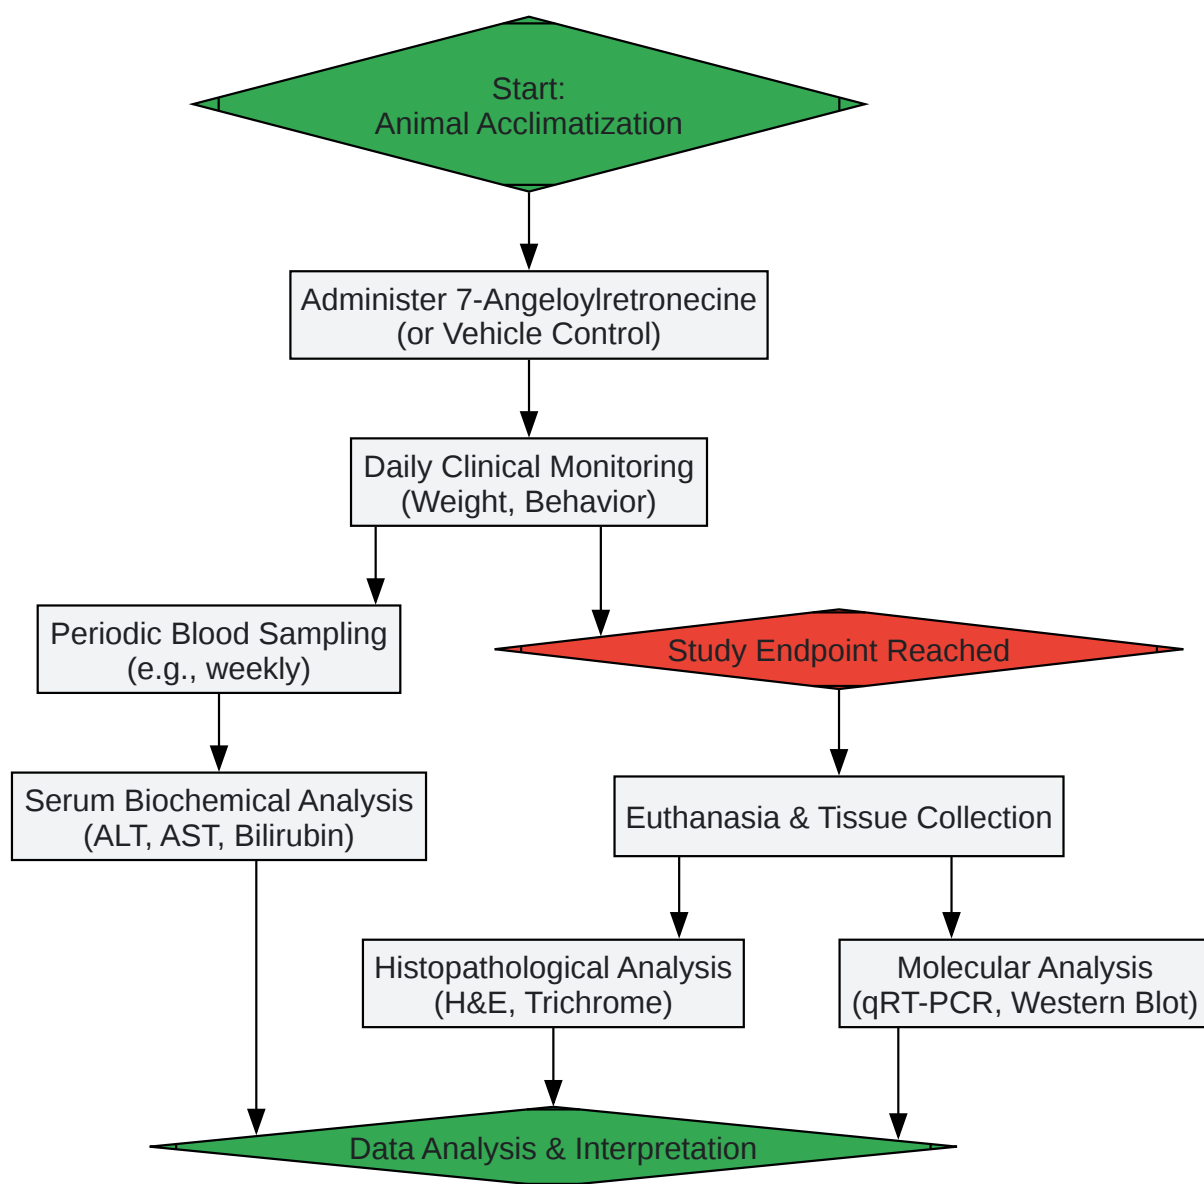 Start:
Animal Acclimatization
Administer 7-Angeloylretronecine
(or Vehicle Control)
Daily Clinical Monitoring
(Weight, Behavior)
Periodic Blood Sampling
(e.g., weekly)
Study Endpoint Reached
Serum Biochemical Analysis
(ALT, AST, Bilirubin)
Euthanasia & Tissue Collection
Histopathological Analysis
(H&E, Trichrome)
Molecular Analysis
(qRT-PCR, Western Blot)
Data Analysis & Interpretation